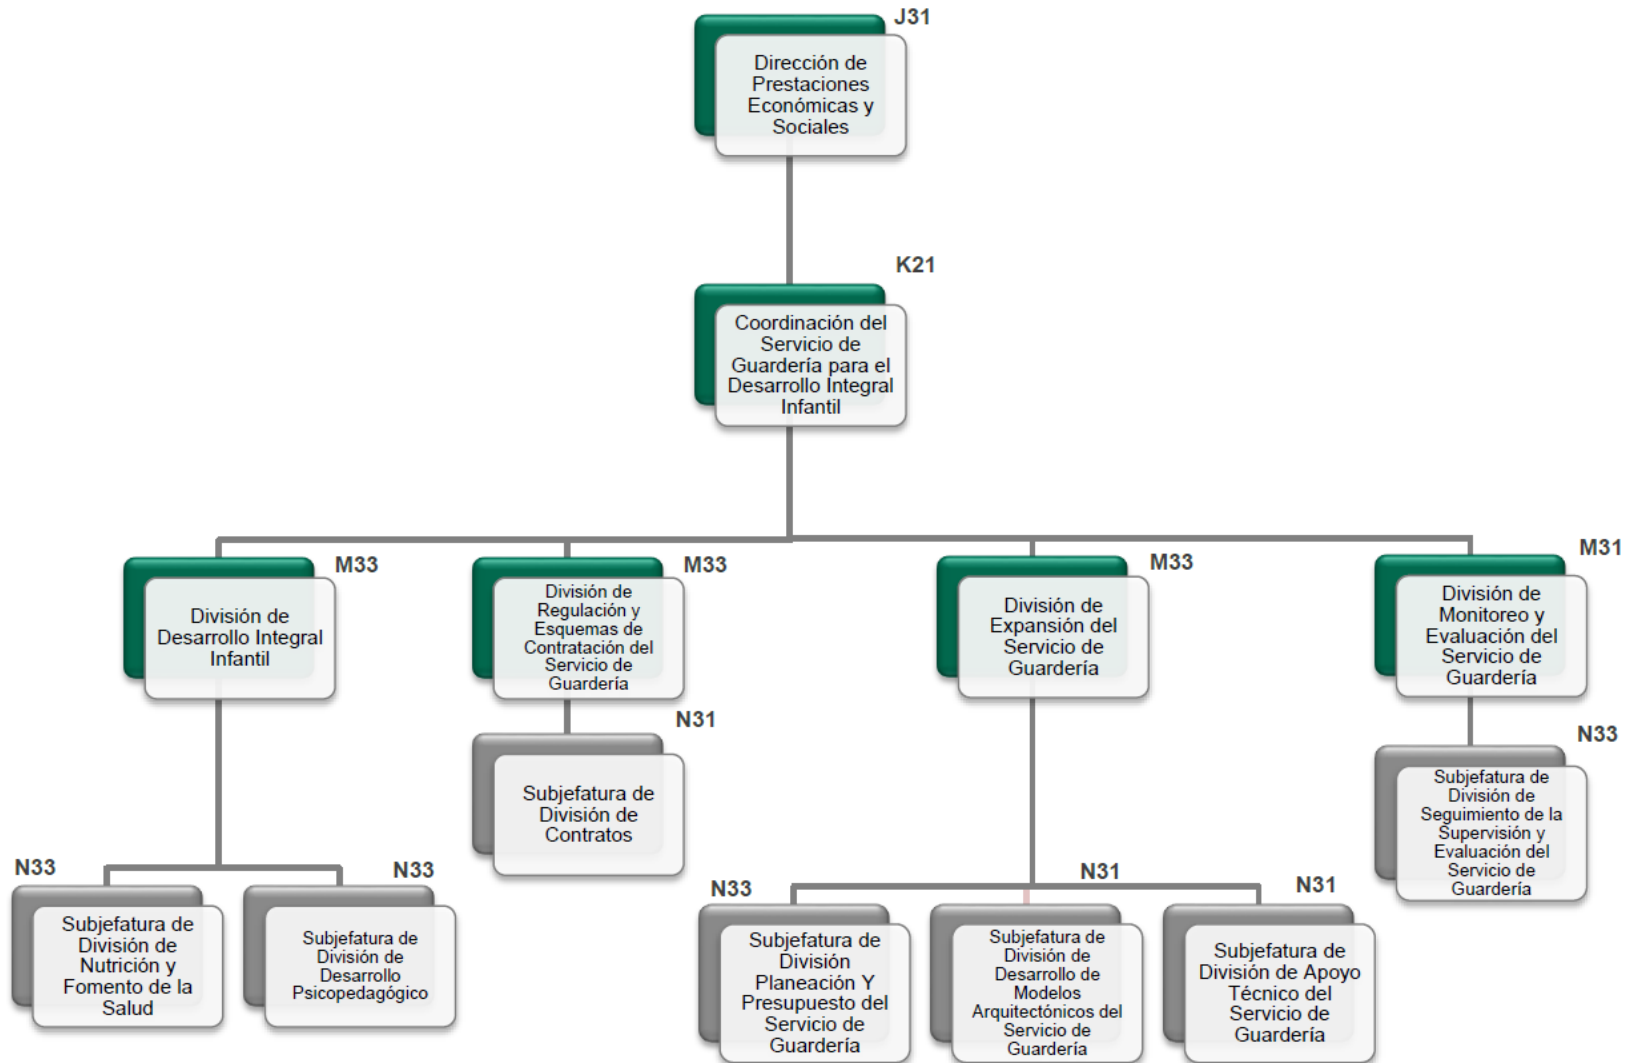 J31
Dirección de
Prestaciones
Económicas y
Sociales
K21
Coordinación del
Servicio de
Guardería para el
Desarrollo Integral
Infantil
M33
División de
Desarrollo Integral
Infantil
M33
División de
Regulación y
Esquemas de
Contratación del
Servicio de
Guardería
M33
División de
Expansión del
Servicio de
Guardería
M31
División de
Monitoreo y
Evaluación del
Servicio de
Guardería
N33
Subjefatura de
División de
Nutrición y
Fomento de la
Salud
N33
Subjefatura de
División de
Desarrollo
Psicopedagógico
N31
Subjefatura de
División de
Contratos
N33
Subjefatura de
División
Planeación Y
Presupuesto del
Servicio de
Guardería
N31
Subjefatura de
División de
Desarrollo de
Modelos
Arquitectónicos del
Servicio de
Guardería
N31
Subjefatura de
División de Apoyo
Técnico del
Servicio de
Guardería
N33
Subjefatura de
División de
Seguimiento de la
Supervisión y
Evaluación del
Servicio de
Guardería